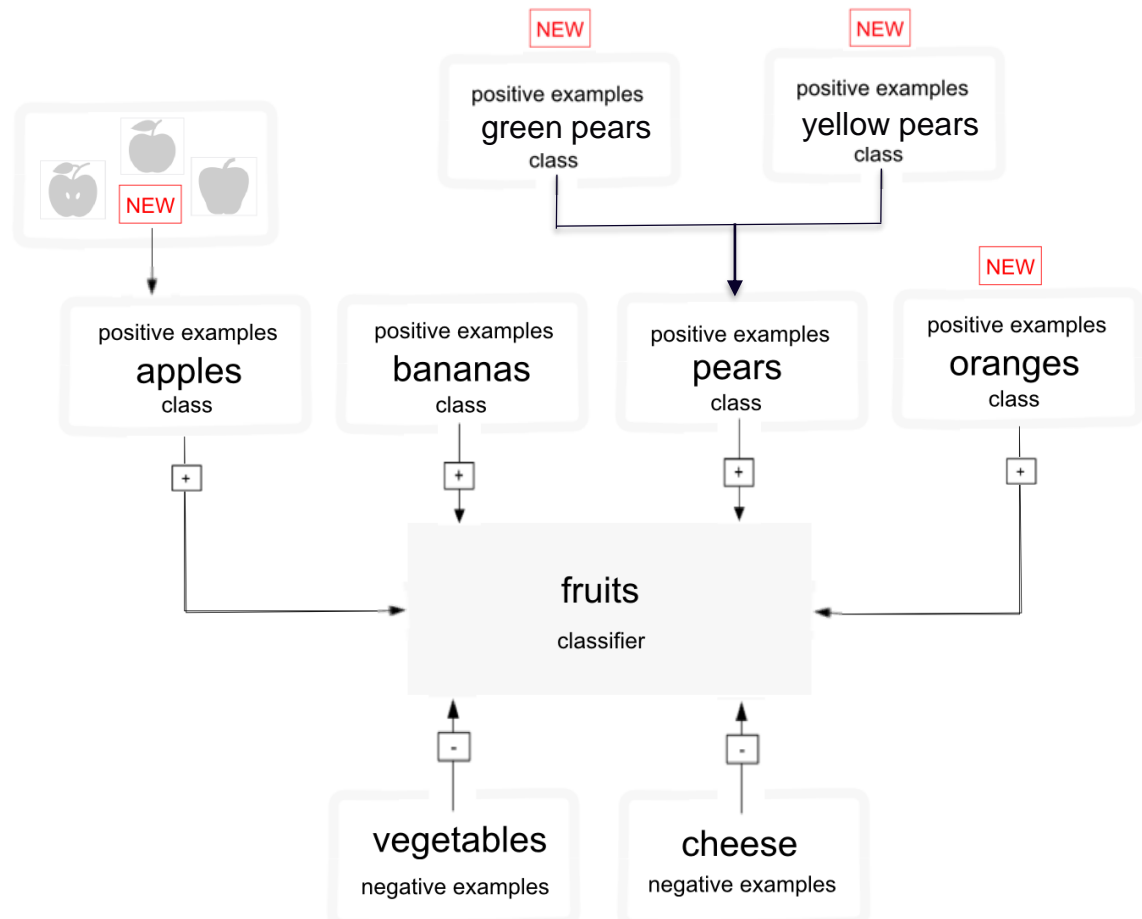 NEW
NEW
positive examples
green pears
class
positive examples
yellow pears
class
NEW
NEW
positive examples
apples
class
positive examples
bananas
class
positive examples
pears
class
positive examples
oranges
class
+
+
+
+
fruits
classifier
-
-
vegetables
negative examples
cheese
negative examples